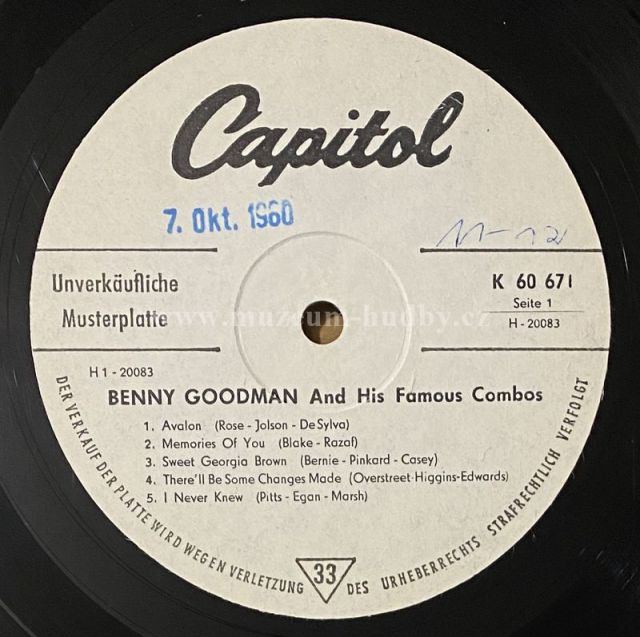 Capitol
7. Okt. 1960
11-12
Unverkäufliche
Musterplatte
K 60 671
Seite 1
H - 20083
www.muzeum-hudby.cz
H 1 - 20083
BENNY GOODMAN And His Famous Combos
1. Avalon (Rose - Jolson - DeSylva)
2. Memories Of You (Blake - Razaf)
3. Sweet Georgia Brown (Bernie - Pinkard - Casey)
4. There'll Be Some Changes Made (Overstreet-Higgins-Edwards)
5. I Never Knew (Pitts - Egan - Marsh)
DER VERKAUF DER PLATTE WIRD WEGEN VERLETZUNG DES URHEBERRECHTS STRAFRECHTLICH VERFOLGT
33